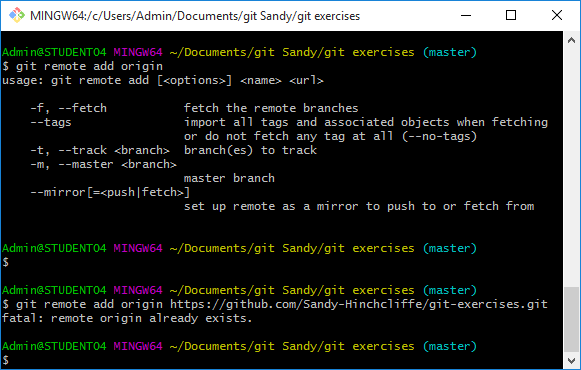 MINGW64:/c/Users/Admin/Documents/git Sandy/git exercises
Admin@STUDENT04 MINGW64 ~/Documents/git Sandy/git exercises (master)
$ git remote add origin
usage: git remote add [<options>] <name> <url>
-f, --fetch fetch the remote branches
--tags import all tags and associated objects when fetching
or do not fetch any tag at all (--no-tags)
-t, --track <branch> branch(es) to track
-m, --master <branch>
master branch
--mirror[=<push|fetch>]
set up remote as a mirror to push to or fetch from
Admin@STUDENT04 MINGW64 ~/Documents/git Sandy/git exercises (master)
$
Admin@STUDENT04 MINGW64 ~/Documents/git Sandy/git exercises (master)
$ git remote add origin https://github.com/Sandy-Hinchcliffe/git-exercises.git
fatal: remote origin already exists.
Admin@STUDENT04 MINGW64 ~/Documents/git Sandy/git exercises (master)
$